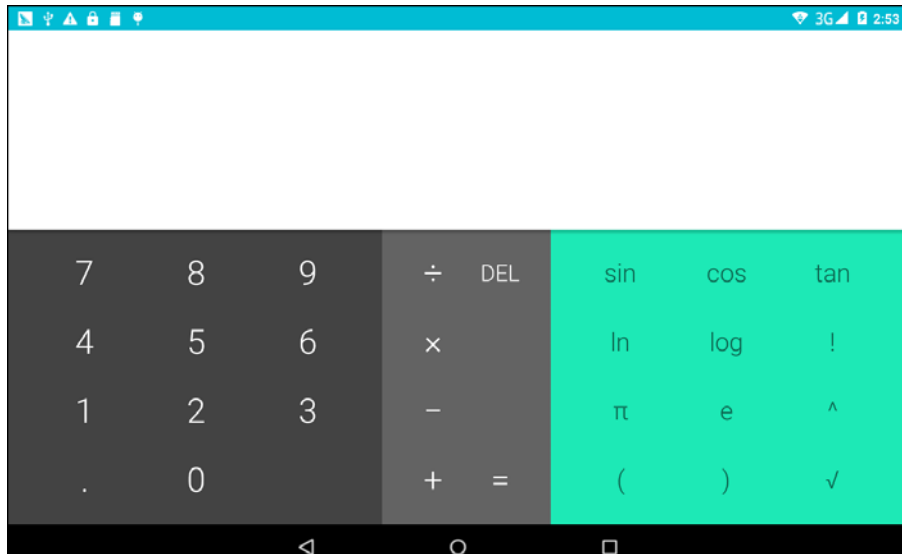 3G 2:53
7 8 9 ÷ DEL sin cos tan
4 5 6 × ln log !
1 2 3 − π e ^
. 0 + = ( ) √